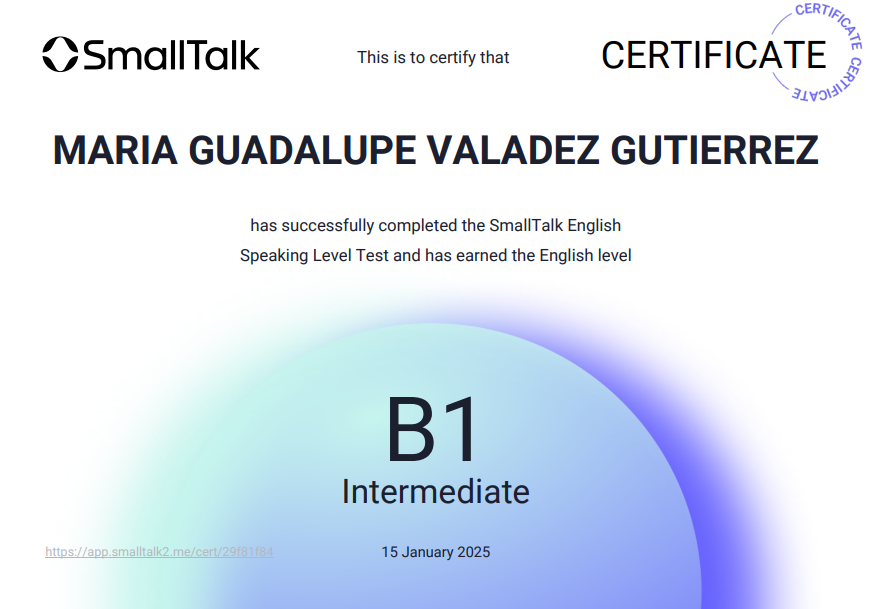 SmallTalk
This is to certify that
CERTIFICATE
CERTIFICATE CERTIFICATE
MARIA GUADALUPE VALADEZ GUTIERREZ
has successfully completed the SmallTalk English
Speaking Level Test and has earned the English level
B1
Intermediate
https://app.smalltalk2.me/cert/29f81f84
15 January 2025